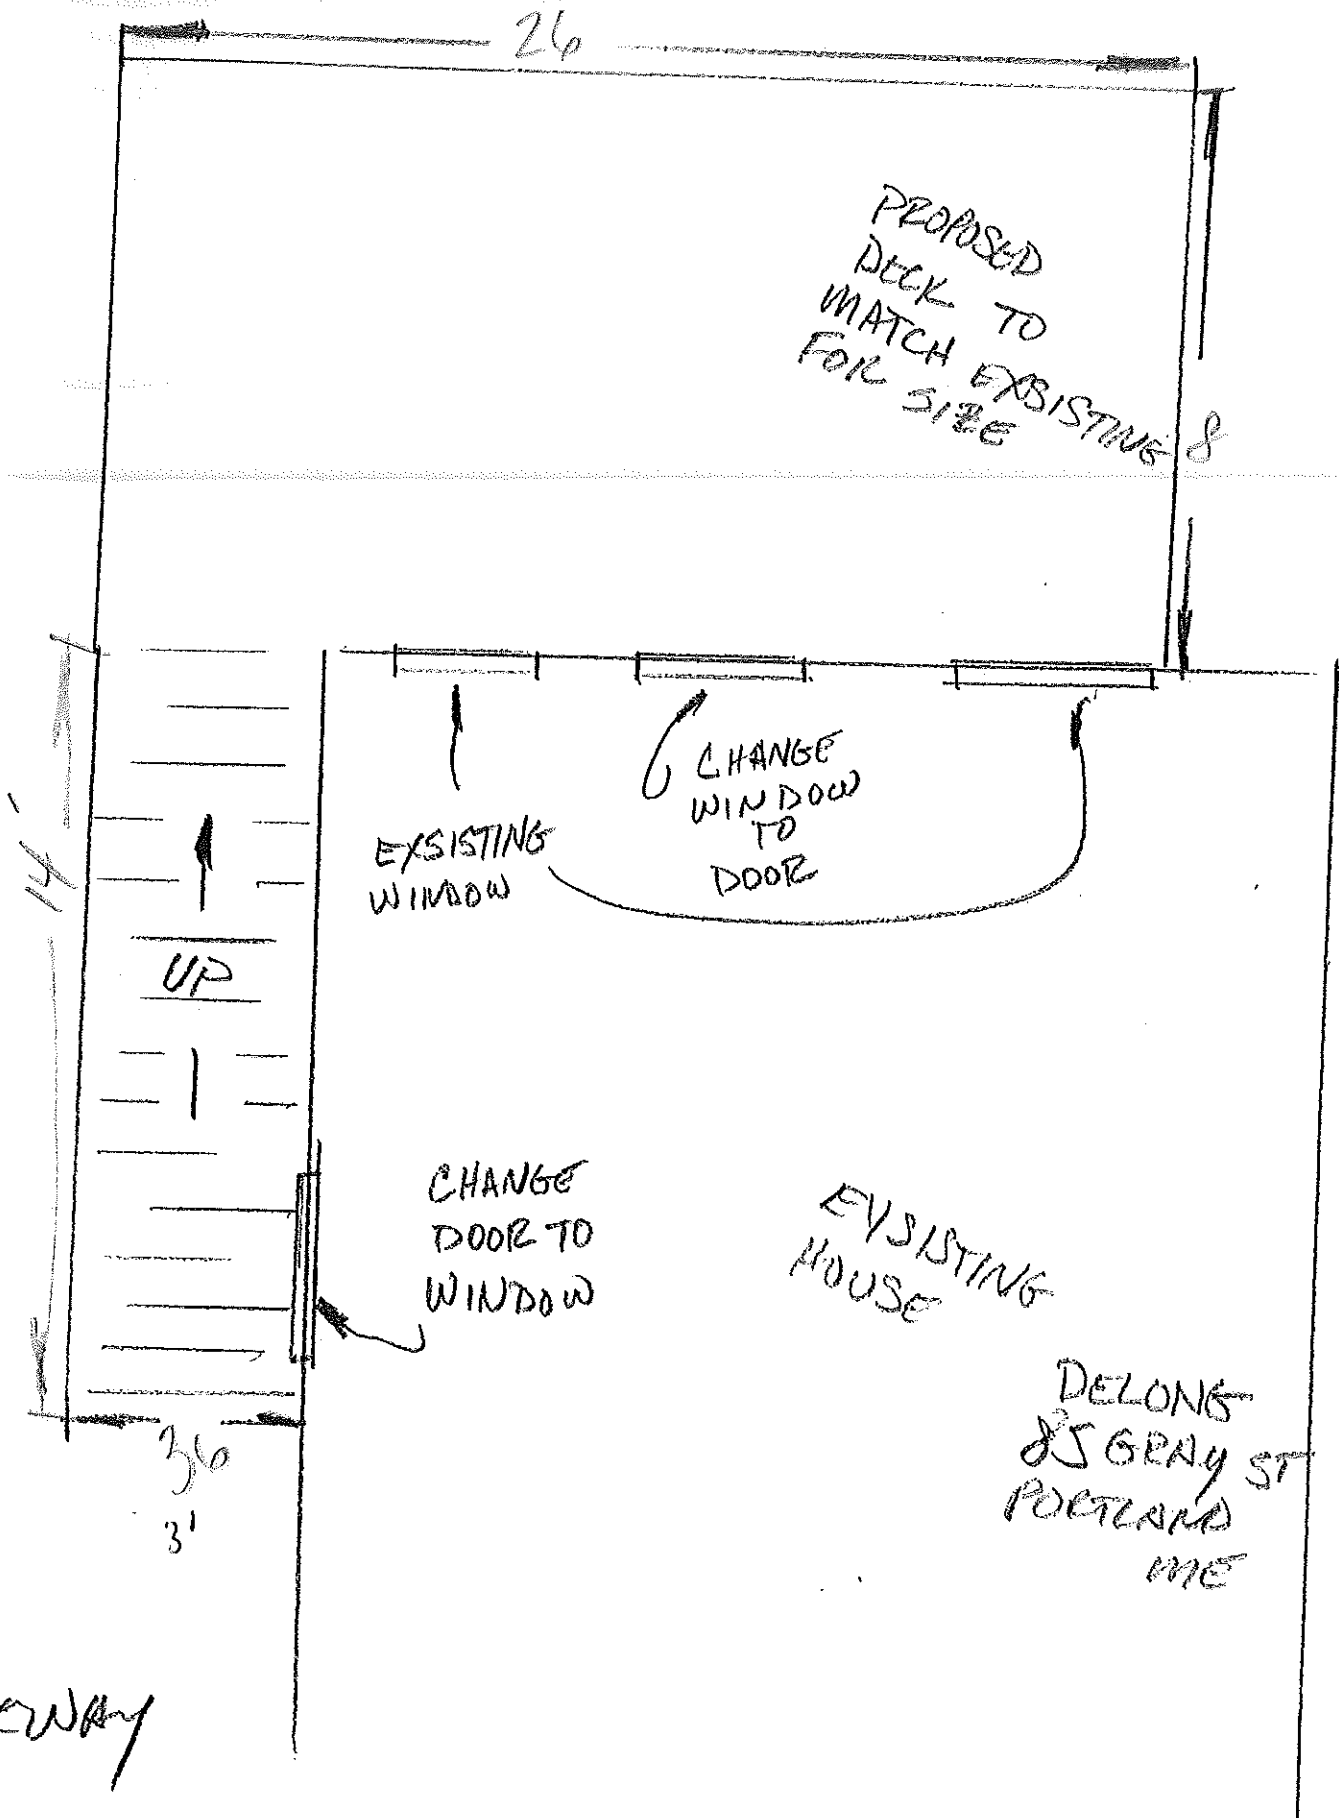 26
PROPOSED
DECK TO
MATCH EXSISTING
FOR SIZE
8
CHANGE
WINDOW
TO
DOOR
EXSISTING
WINDOW
14'
UP
CHANGE
DOOR TO
WINDOW
EXSISTING
HOUSE
DELONG
85 GRAY ST
PORTLAND
ME
36
3'
EWAY